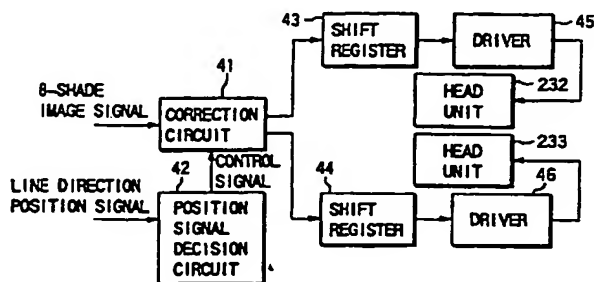 43
SHIFT
REGISTER
45
DRIVER
41
8-SHADE
IMAGE SIGNAL
CORRECTION
CIRCUIT
232
HEAD
UNIT
233
HEAD
UNIT
CONTROL
SIGNAL
42
LINE DIRECTION
POSITION SIGNAL
POSITION
SIGNAL
DECISION
CIRCUIT
44
SHIFT
REGISTER
46
DRIVER